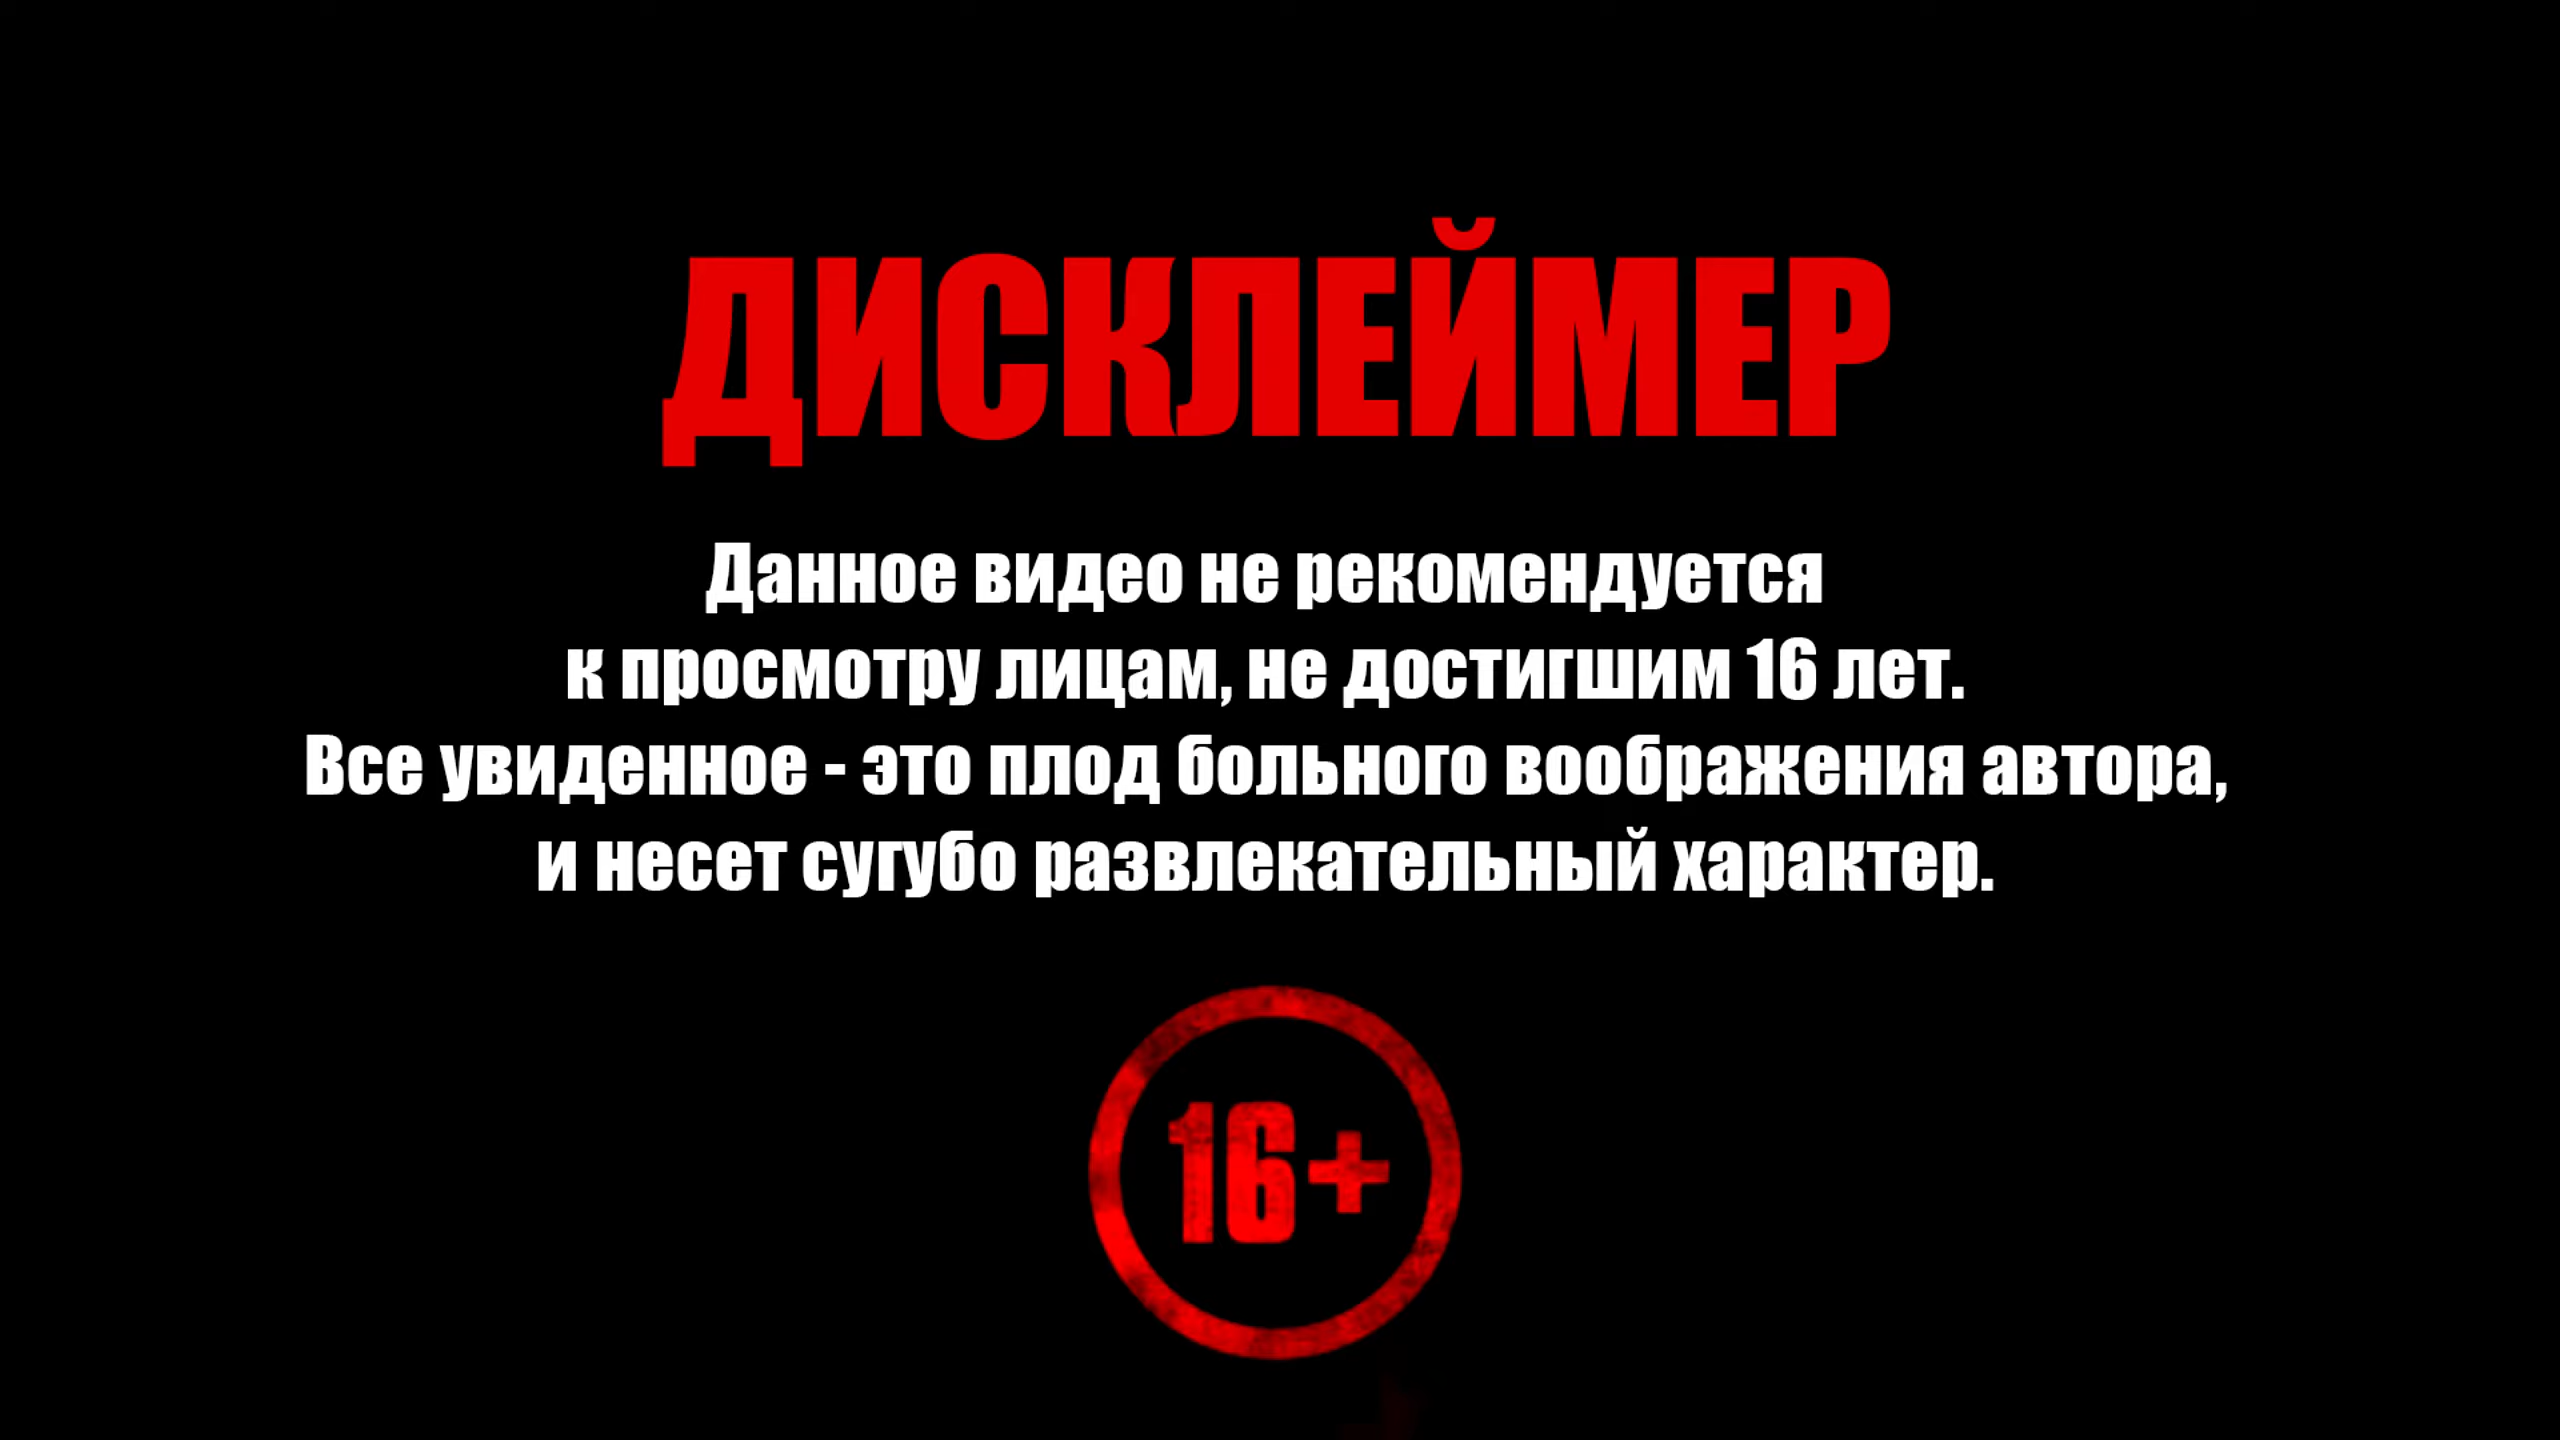 ДИСКЛЕЙМЕР
Данное видео не рекомендуется
к просмотру лицам, не достигшим 16 лет.
Все увиденное - это плод больного воображения автора,
и несет сугубо развлекательный характер.
16+